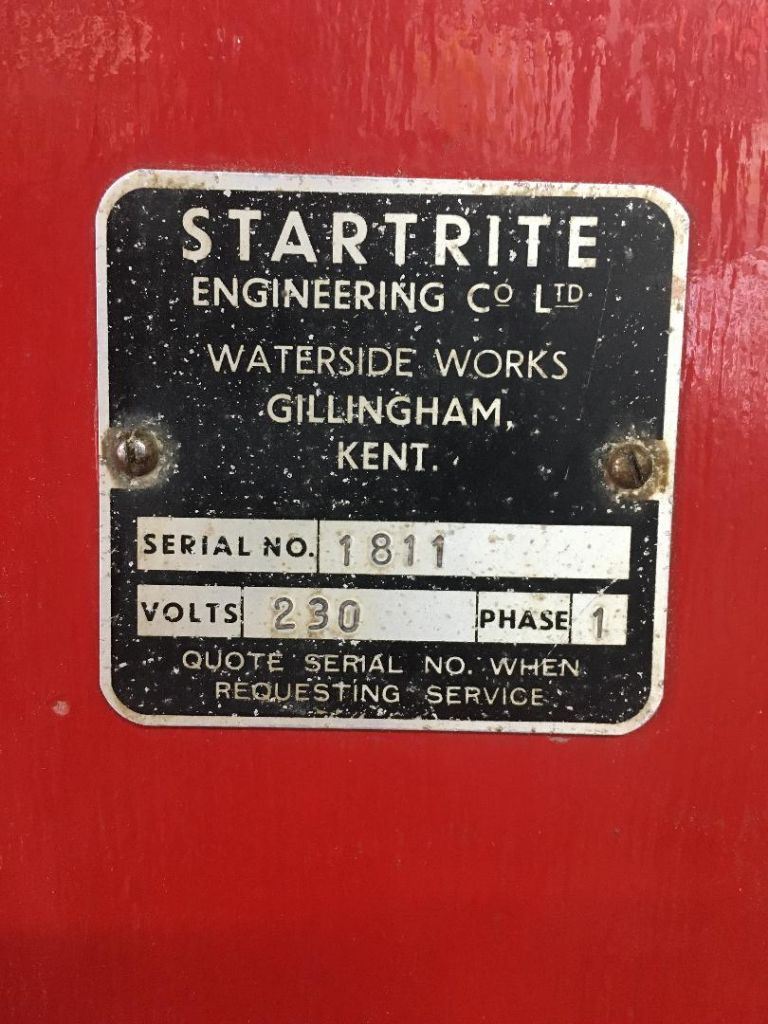 STARTRITE
ENGINEERING Co LTD
WATERSIDE WORKS
GILLINGHAM,
KENT.
SERIAL NO. 1811
VOLTS 230 PHASE 1
QUOTE SERIAL NO. WHEN
REQUESTING SERVICE